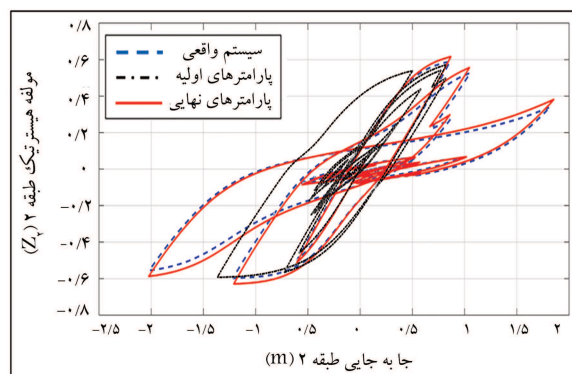 ۰/۸
۰/۶
۰/۴
۰/۲
۰
-۰/۲
-۰/۴
-۰/۶
-۰/۸
مولفه هیسترتیک طبقه ۲ (Z۲)
سیستم واقعی
پارامترهای اولیه
پارامترهای نهایی
-۲/۵ -۲ -۱/۵ -۱ ۰/۵ ۰ ۰/۵ ۱ ۱/۵ ۲
جا به جایی طبقه ۲ (m)